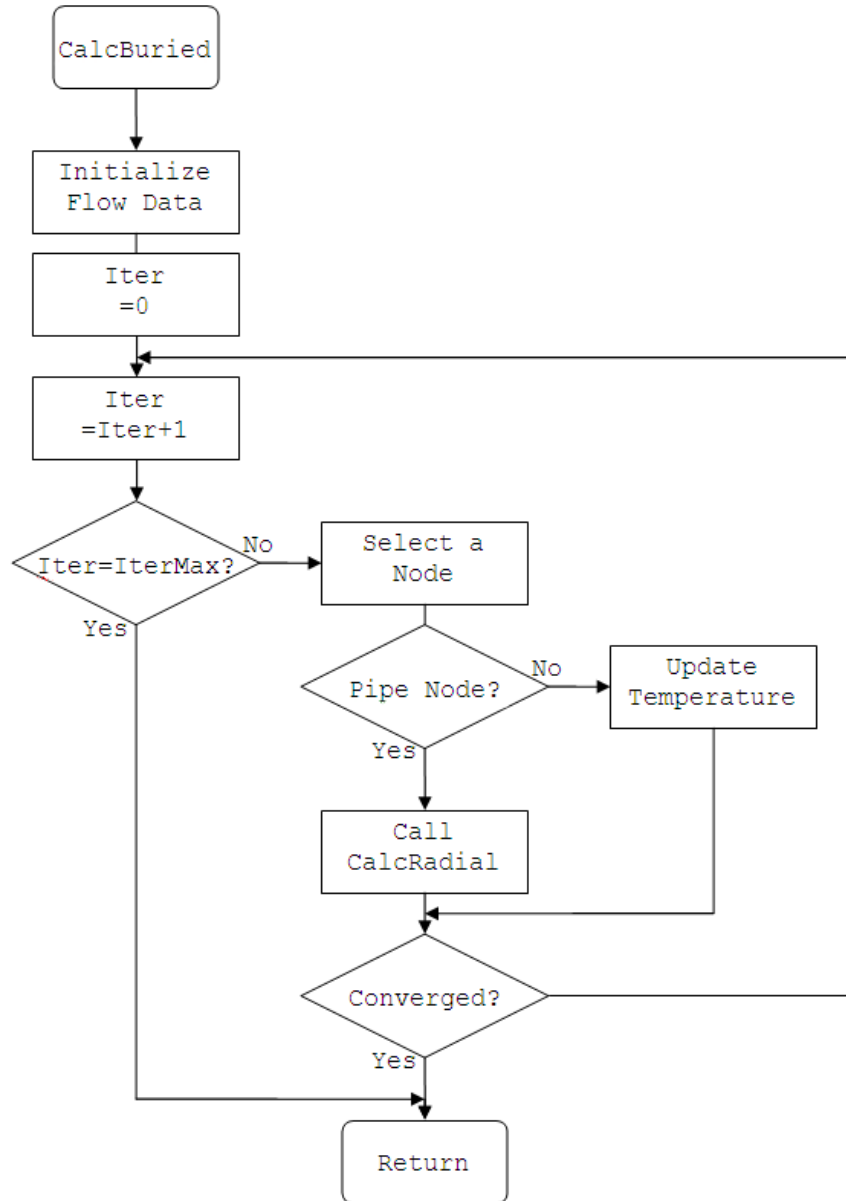 CalcBuried
Initialize
Flow Data
Iter
=0
Iter
=Iter+1
Iter=IterMax?
No
Yes
Select a
Node
Pipe Node?
No
Yes
Update
Temperature
Call
CalcRadial
Converged?
Yes
Return